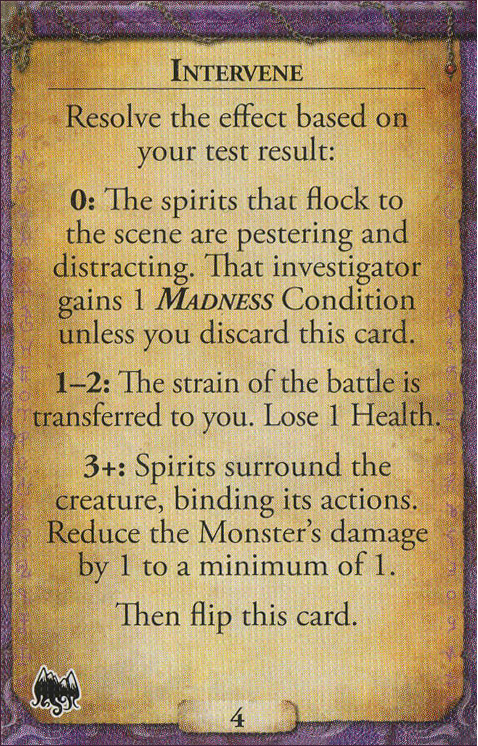 INTERVENE
Resolve the effect based on
your test result:
0: The spirits that flock to
the scene are pestering and
distracting. That investigator
gains 1 MADNESS Condition
unless you discard this card.
1–2: The strain of the battle is
transferred to you. Lose 1 Health.
3+: Spirits surround the
creature, binding its actions.
Reduce the Monster's damage
by 1 to a minimum of 1.
Then flip this card.
4